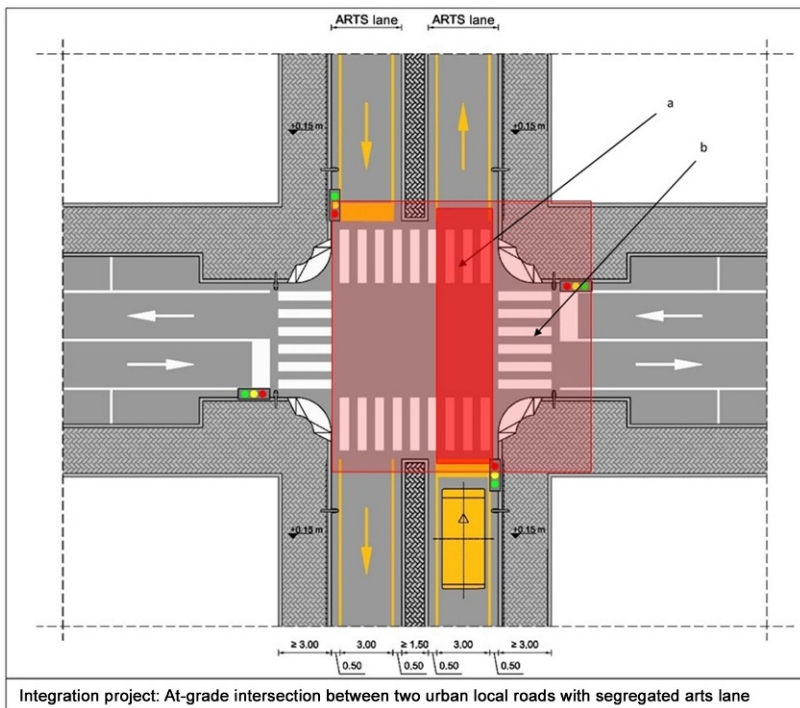 ARTS lane ARTS lane
a
+0.15 m +0.15 m
b
+0.15 m +0.15 m
≥ 3.00 3.00 ≥ 1.50 3.00 ≥ 3.00
0.50 0.50 0.50 0.50
Integration project: At-grade intersection between two urban local roads with segregated arts lane